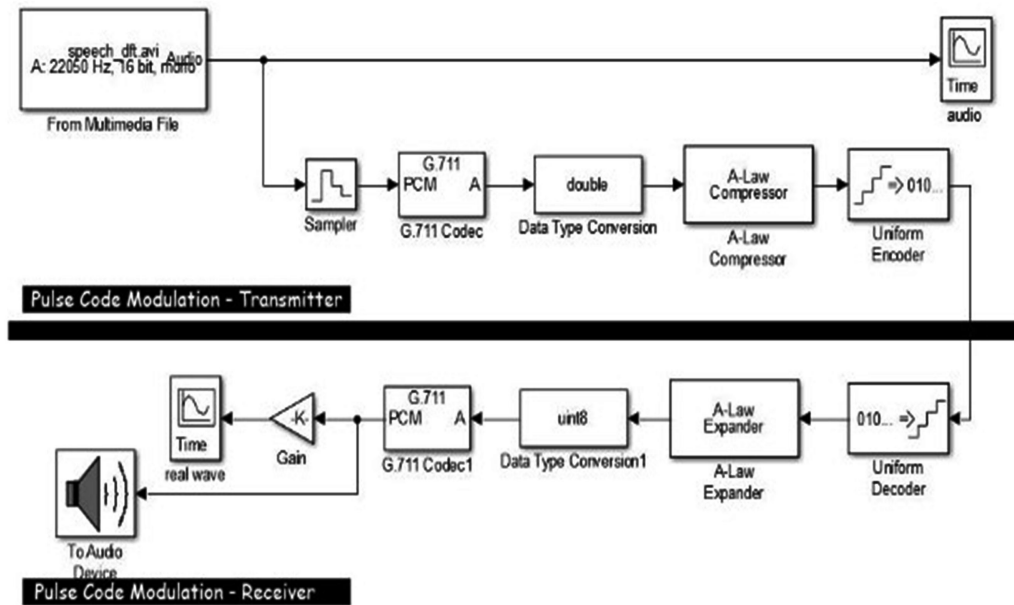 speech_dft.avi
Audio
A: 22050 Hz, 16 bit, mono
From Multimedia File
Time
audio
Sampler
G.711
PCM A
G.711 Codec
double
Data Type Conversion
A-Law
Compressor
A-Law
Compressor
=> 010...
Uniform
Encoder
Pulse Code Modulation - Transmitter
Time
real wave
-K-
Gain
G.711
PCM A
G.711 Codec1
uint8
Data Type Conversion1
A-Law
Expander
A-Law
Expander
010... =>
Uniform
Decoder
To Audio
Device
Pulse Code Modulation - Receiver